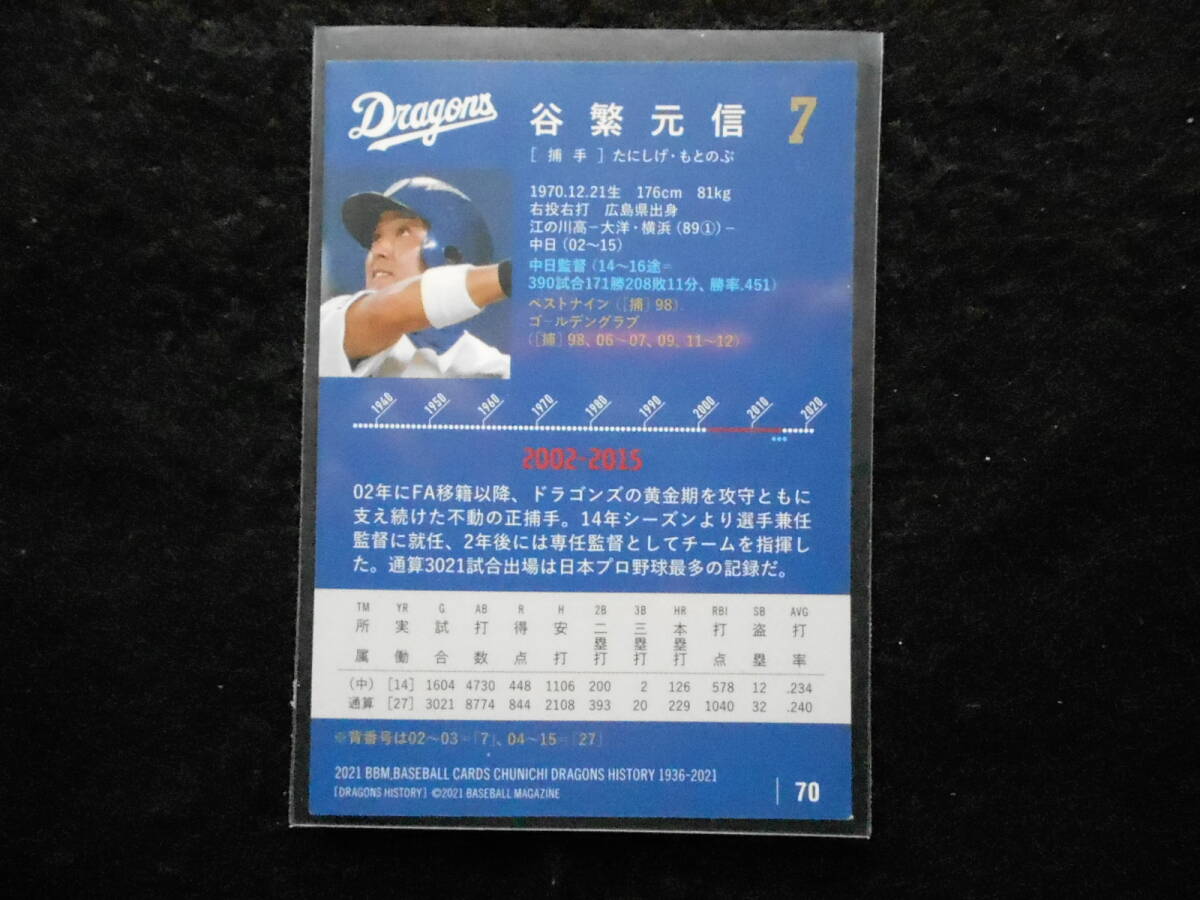 Dragons
谷繁元信 7
[捕手] たにしげ・もとのぶ
1970.12.21生 176cm 81kg
右投右打 広島県出身
江の川高-大洋・横浜(89①)-
中日(02〜15)
中日監督(14〜16途=
390試合171勝208敗11分、勝率.451)
ベストナイン([捕]98)
ゴールデングラブ
([捕]98、06〜07、09、11〜12)
1940 1950 1960 1970 1980 1990 2000 2010 2020
2002-2015
02年にFA移籍以降、ドラゴンズの黄金期を攻守ともに
支え続けた不動の正捕手。14年シーズンより選手兼任
監督に就任、2年後には専任監督としてチームを指揮し
た。通算3021試合出場は日本プロ野球最多の記録だ。
TM YR G AB R H 2B 3B HR RBI SB AVG
所属 実働 試合 打数 得点 安打 二塁打 三塁打 本塁打 打点 盗塁 打率
(中) [14] 1604 4730 448 1106 200 2 126 578 12 .234
通算 [27] 3021 8774 844 2108 393 20 229 1040 32 .240
※背番号は02〜03=「7」、04〜15=「27」
2021 BBM BASEBALL CARDS CHUNICHI DRAGONS HISTORY 1936-2021
[DRAGONS HISTORY] ©2021 BASEBALL MAGAZINE
70